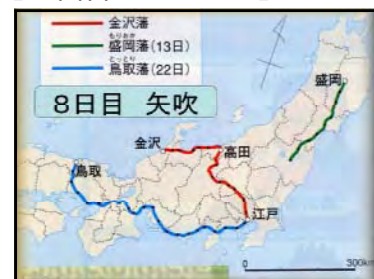 金沢藩
もりおか
盛岡藩(13日)
とっとり
鳥取藩(22日)
8日目 矢吹
盛岡
金沢
高田
鳥取
江戸
0 300km